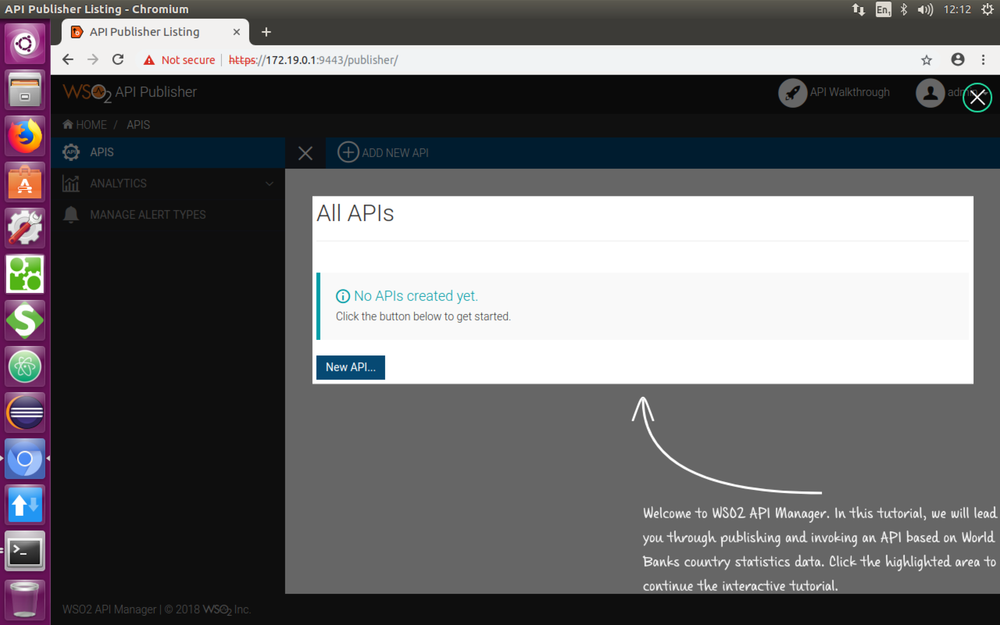 API Publisher Listing - Chromium
En1
12:12
API Publisher Listing
Not secure
https://172.19.0.1:9443/publisher/
WSO2 API Publisher
API Walkthrough
admin
HOME / APIS
API APIS
ADD NEW API
ANALYTICS
MANAGE ALERT TYPES
All APIs
No APIs created yet.
Click the button below to get started.
New API...
Welcome to WSO2 API Manager. In this tutorial, we will lead
you through publishing and invoking an API based on World
Banks country statistics data. Click the highlighted area to
continue the interactive tutorial.
WSO2 API Manager | © 2018 WSO2 Inc.